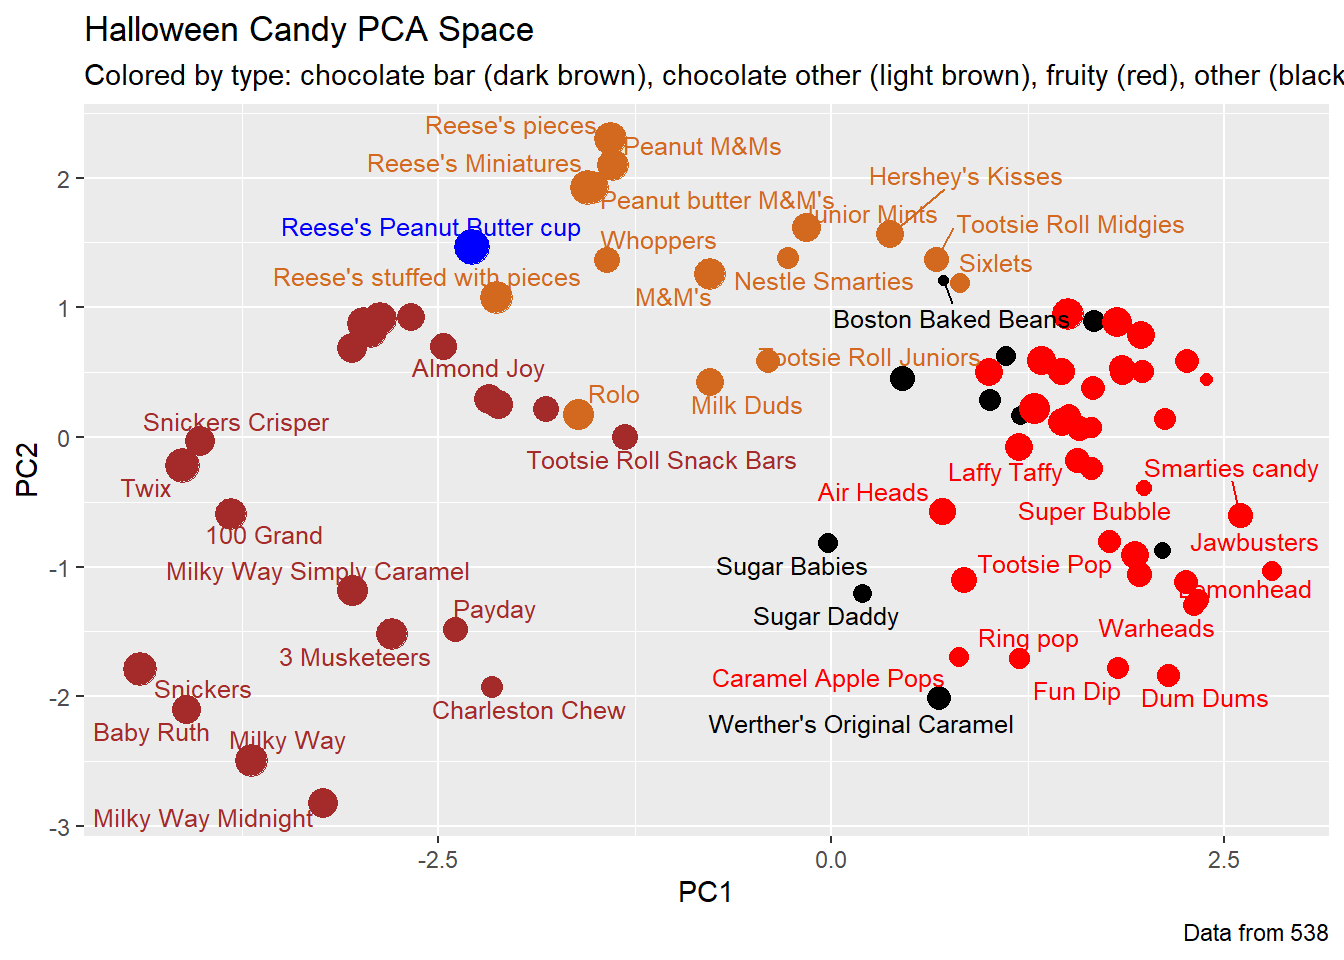 Halloween Candy PCA Space
Colored by type: chocolate bar (dark brown), chocolate other (light brown), fruity (red), other (black
Reese's pieces
Peanut M&Ms
Reese's Miniatures
Hershey's Kisses
Peanut butter M&M's
Junior Mints
Reese's Peanut Butter cup
Tootsie Roll Midgies
Whoppers
Sixlets
Reese's stuffed with pieces
Nestle Smarties
M&M's
Boston Baked Beans
Tootsie Roll Juniors
Almond Joy
Rolo
Milk Duds
Snickers Crisper
Tootsie Roll Snack Bars
Smarties candy
Laffy Taffy
Twix
Air Heads
Super Bubble
100 Grand
Jawbusters
Tootsie Pop
Sugar Babies
Milky Way Simply Caramel
Lemonhead
Payday
Sugar Daddy
Warheads
Ring pop
3 Musketeers
Caramel Apple Pops
Snickers
Fun Dip
Dum Dums
Charleston Chew
Werther's Original Caramel
Baby Ruth
Milky Way
Milky Way Midnight
2
1
0
-1
-2
-3
PC2
-2.5
0.0
2.5
PC1
Data from 538